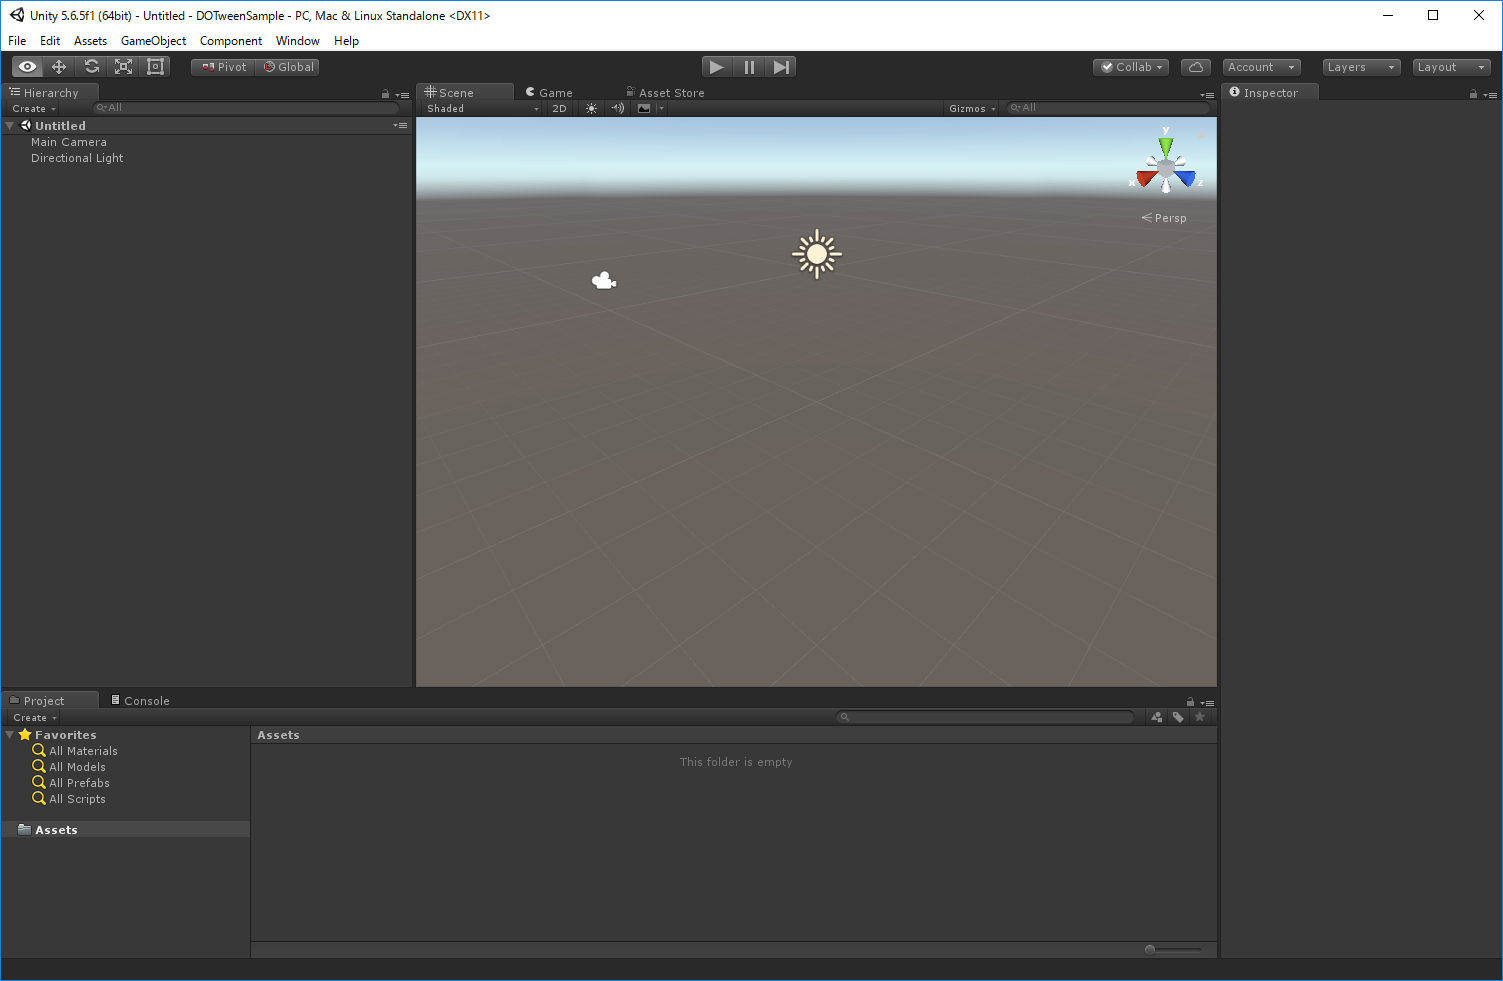 Unity 5.6.5f1 (64bit) - Untitled - DOTweenSample - PC, Mac & Linux Standalone <DX11>
File Edit Assets GameObject Component Window Help
Pivot Global Collab Account Layers Layout
Hierarchy
Create All
Untitled
Main Camera
Directional Light
Scene Game Asset Store
Shaded 2D Gizmos All
y
x z
Persp
Inspector
Project Console
Create
Favorites
All Materials
All Models
All Prefabs
All Scripts
Assets
Assets
This folder is empty